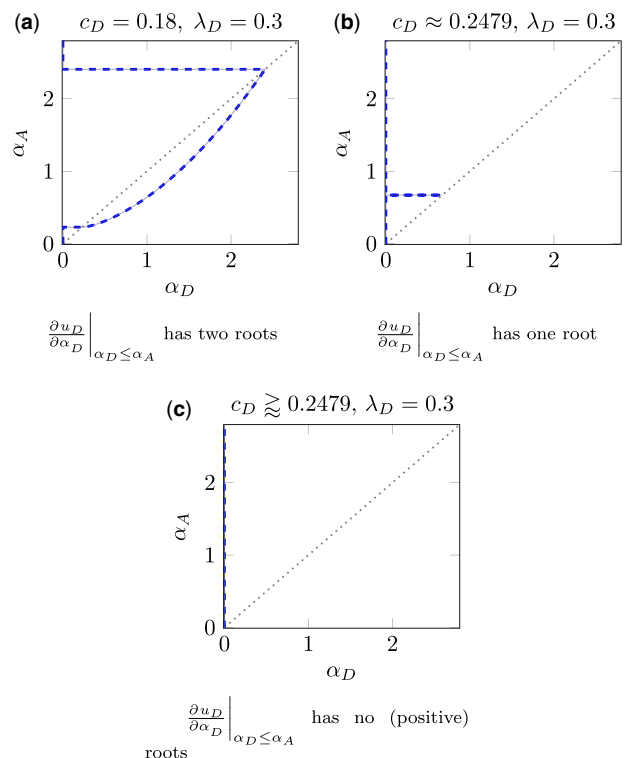 (a) c_D = 0.18, λ_D = 0.3
2
1
0
α_A
0 1 2
α_D
∂u_D/∂α_D |_{α_D≤α_A} has two roots
(b) c_D ≈ 0.2479, λ_D = 0.3
2
1
0
α_A
0 1 2
α_D
∂u_D/∂α_D |_{α_D≤α_A} has one root
(c) c_D ⪆ 0.2479, λ_D = 0.3
2
1
0
α_A
0 1 2
α_D
∂u_D/∂α_D |_{α_D≤α_A} has no (positive)
roots